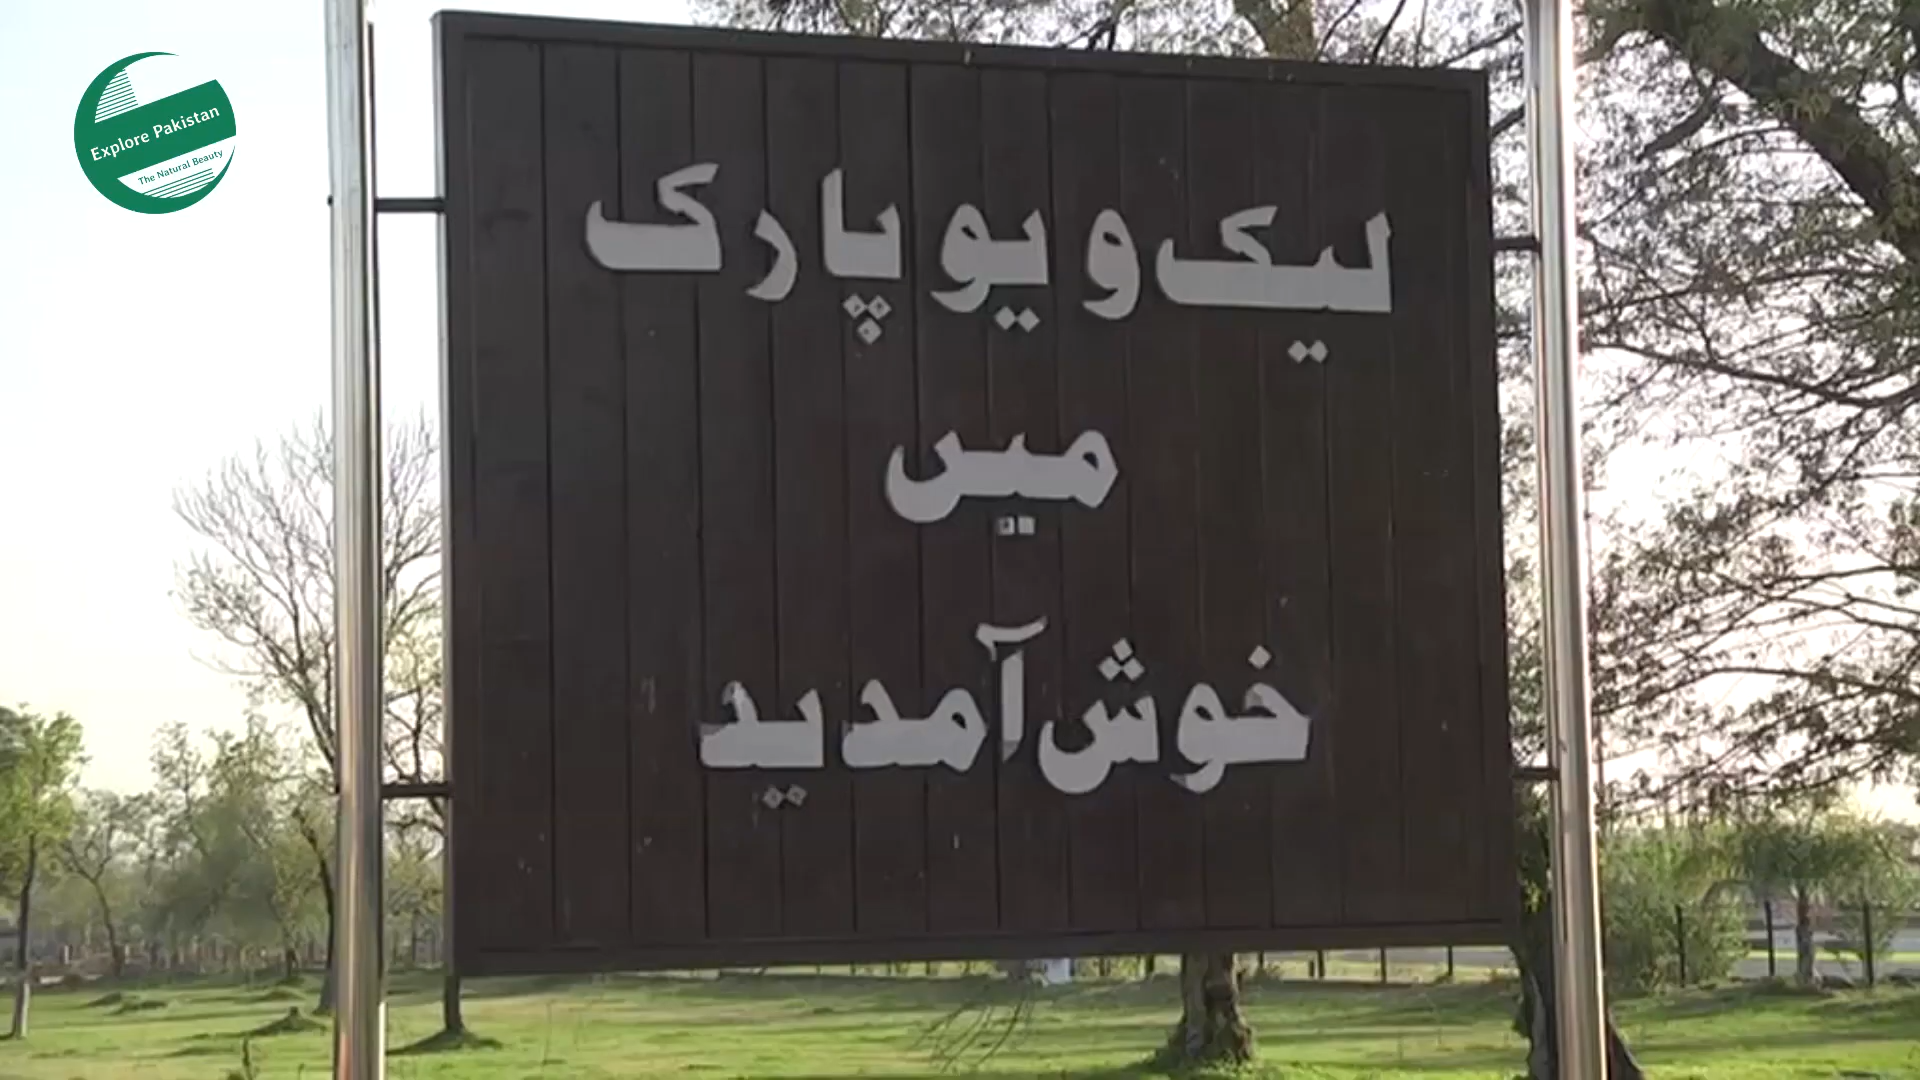 Explore Pakistan
The Natural Beauty
لیک ویو پارک
میں
خوش آمدید